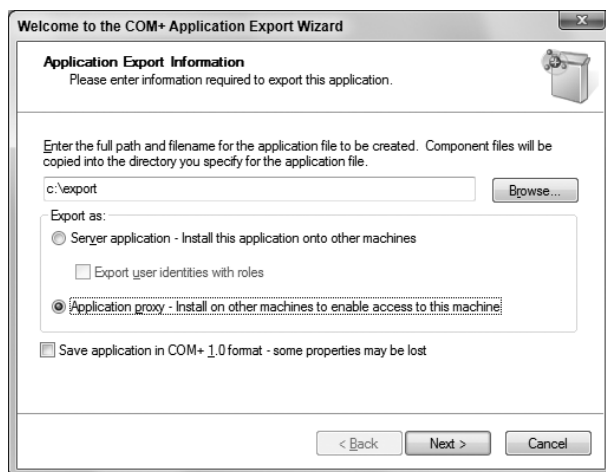 Welcome to the COM+ Application Export Wizard
Application Export Information
Please enter information required to export this application.
Enter the full path and filename for the application file to be created. Component files will be
copied into the directory you specify for the application file.
c:\export
Browse...
Export as:
Server application - Install this application onto other machines
Export user identities with roles
Application proxy - Install on other machines to enable access to this machine
Save application in COM+ 1.0 format - some properties may be lost
< Back Next > Cancel